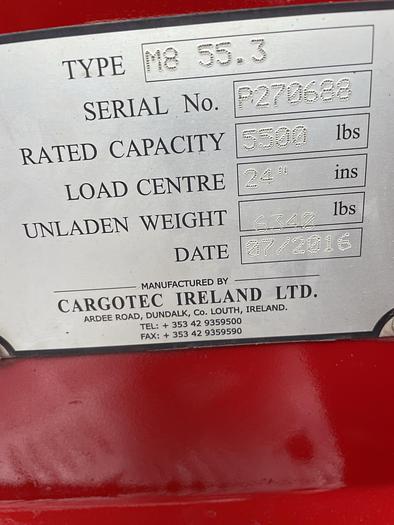 TYPE M8 55.3
SERIAL No. P270688
RATED CAPACITY 5500 lbs
LOAD CENTRE 24" ins
UNLADEN WEIGHT 6340 lbs
DATE 07/2016
MANUFACTURED BY
CARGOTEC IRELAND LTD.
ARDEE ROAD, DUNDALK, Co. LOUTH, IRELAND.
TEL: + 353 42 9359500
FAX: + 353 42 9359590